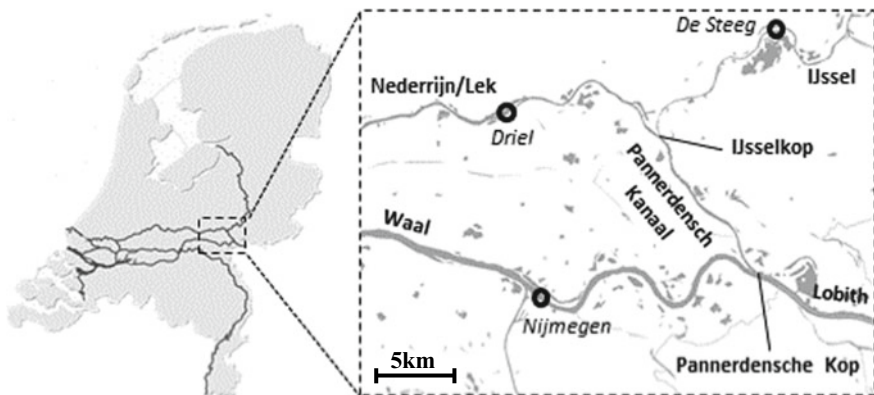 De Steeg
Nederrijn/Lek
IJssel
Driel
IJsselkop
Pannerdensch
Kanaal
Waal
Lobith
Nijmegen
Pannerdensche Kop
5km